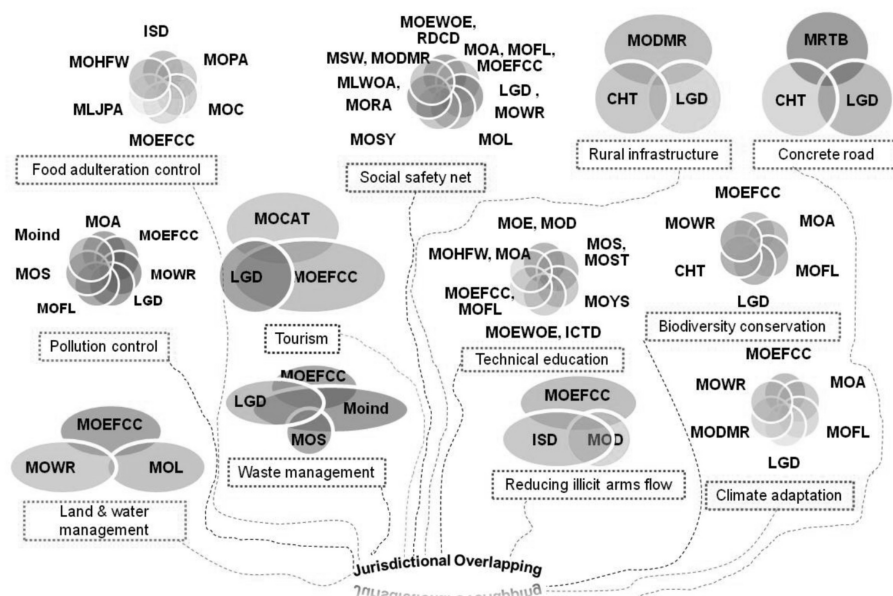 ISD
MOHFW
MOPA
MLJPA
MOC
MOEFCC
Food adulteration control
MOEWOE,
RDCD
MSW, MODMR
MOA, MOFL,
MOEFCC
MLWOA,
MORA
LGD ,
MOWR
MOSY
MOL
Social safety net
MODMR
CHT
LGD
Rural infrastructure
MRTB
CHT
LGD
Concrete road
MOA
Moind
MOEFCC
MOS
MOWR
MOFL
LGD
Pollution control
MOCAT
LGD
MOEFCC
Tourism
MOE, MOD
MOHFW, MOA
MOS,
MOST
MOEFCC,
MOFL
MOYS
MOEWOE, ICTD
Technical education
MOEFCC
MOWR
MOA
CHT
MOFL
LGD
Biodiversity conservation
MOEFCC
MOWR
MOL
Land & water
management
MOEFCC
LGD
Moind
MOS
Waste management
MOEFCC
ISD
MOD
Reducing illicit arms flow
MOEFCC
MOWR
MOA
MODMR
MOFL
LGD
Climate adaptation
Jurisdictional Overlapping